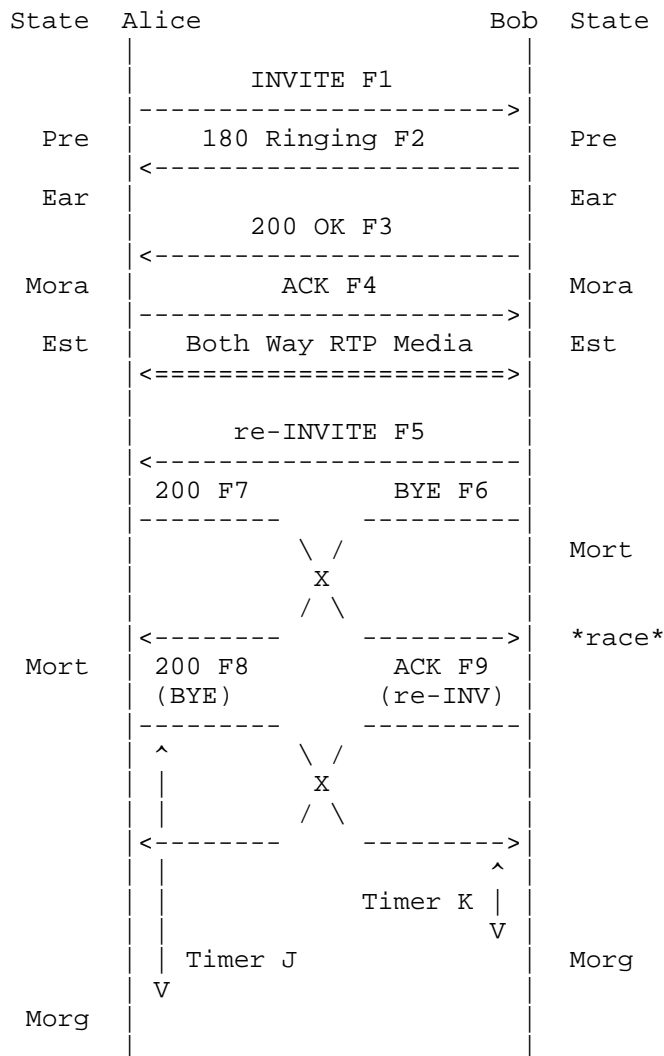 State  Alice                     Bob  State
INVITE F1
Pre    180 Ringing F2    Pre
Ear                      Ear
200 OK F3
Mora   ACK F4   Mora
Est   Both Way RTP Media   Est
re-INVITE F5
200 F7   BYE F6
Mort
X
*race*
Mort   200 F8   ACK F9
(BYE)   (re-INV)
X
Timer K
V
Timer J   Morg
V
Morg